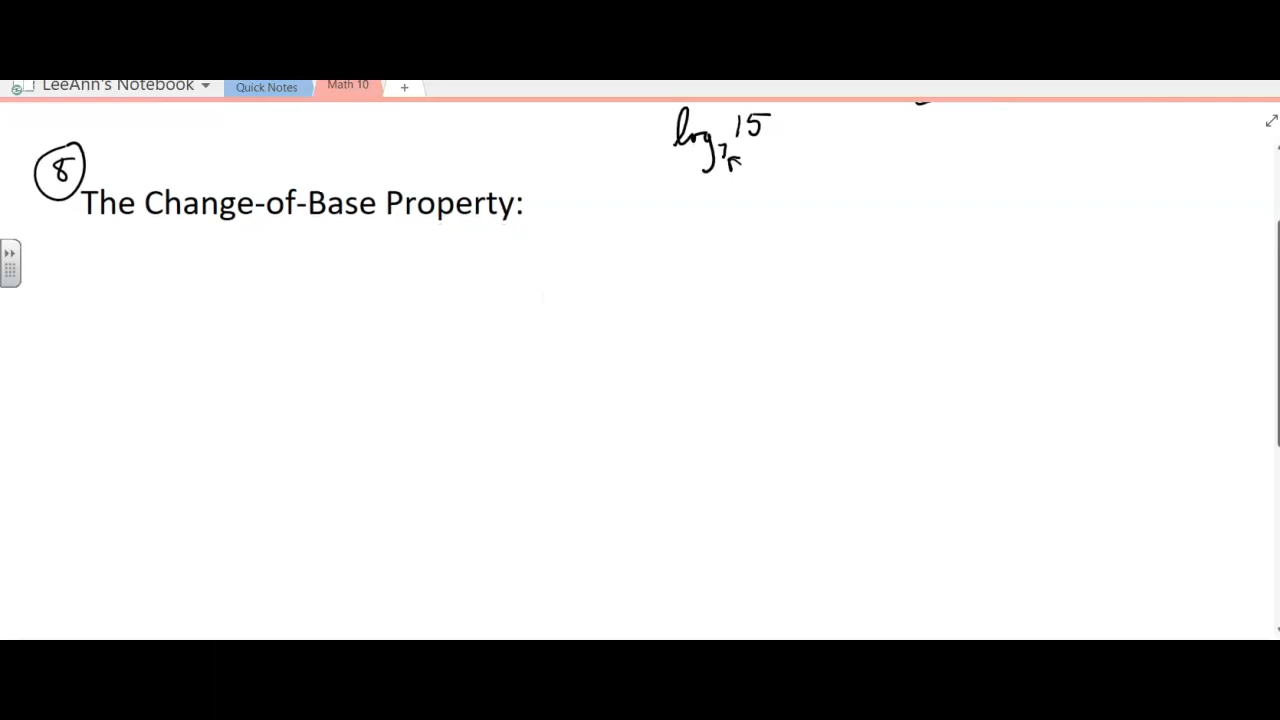 LeeAnn's Notebook Quick Notes Math 10 +
log₇ 15
8
The Change-of-Base Property: